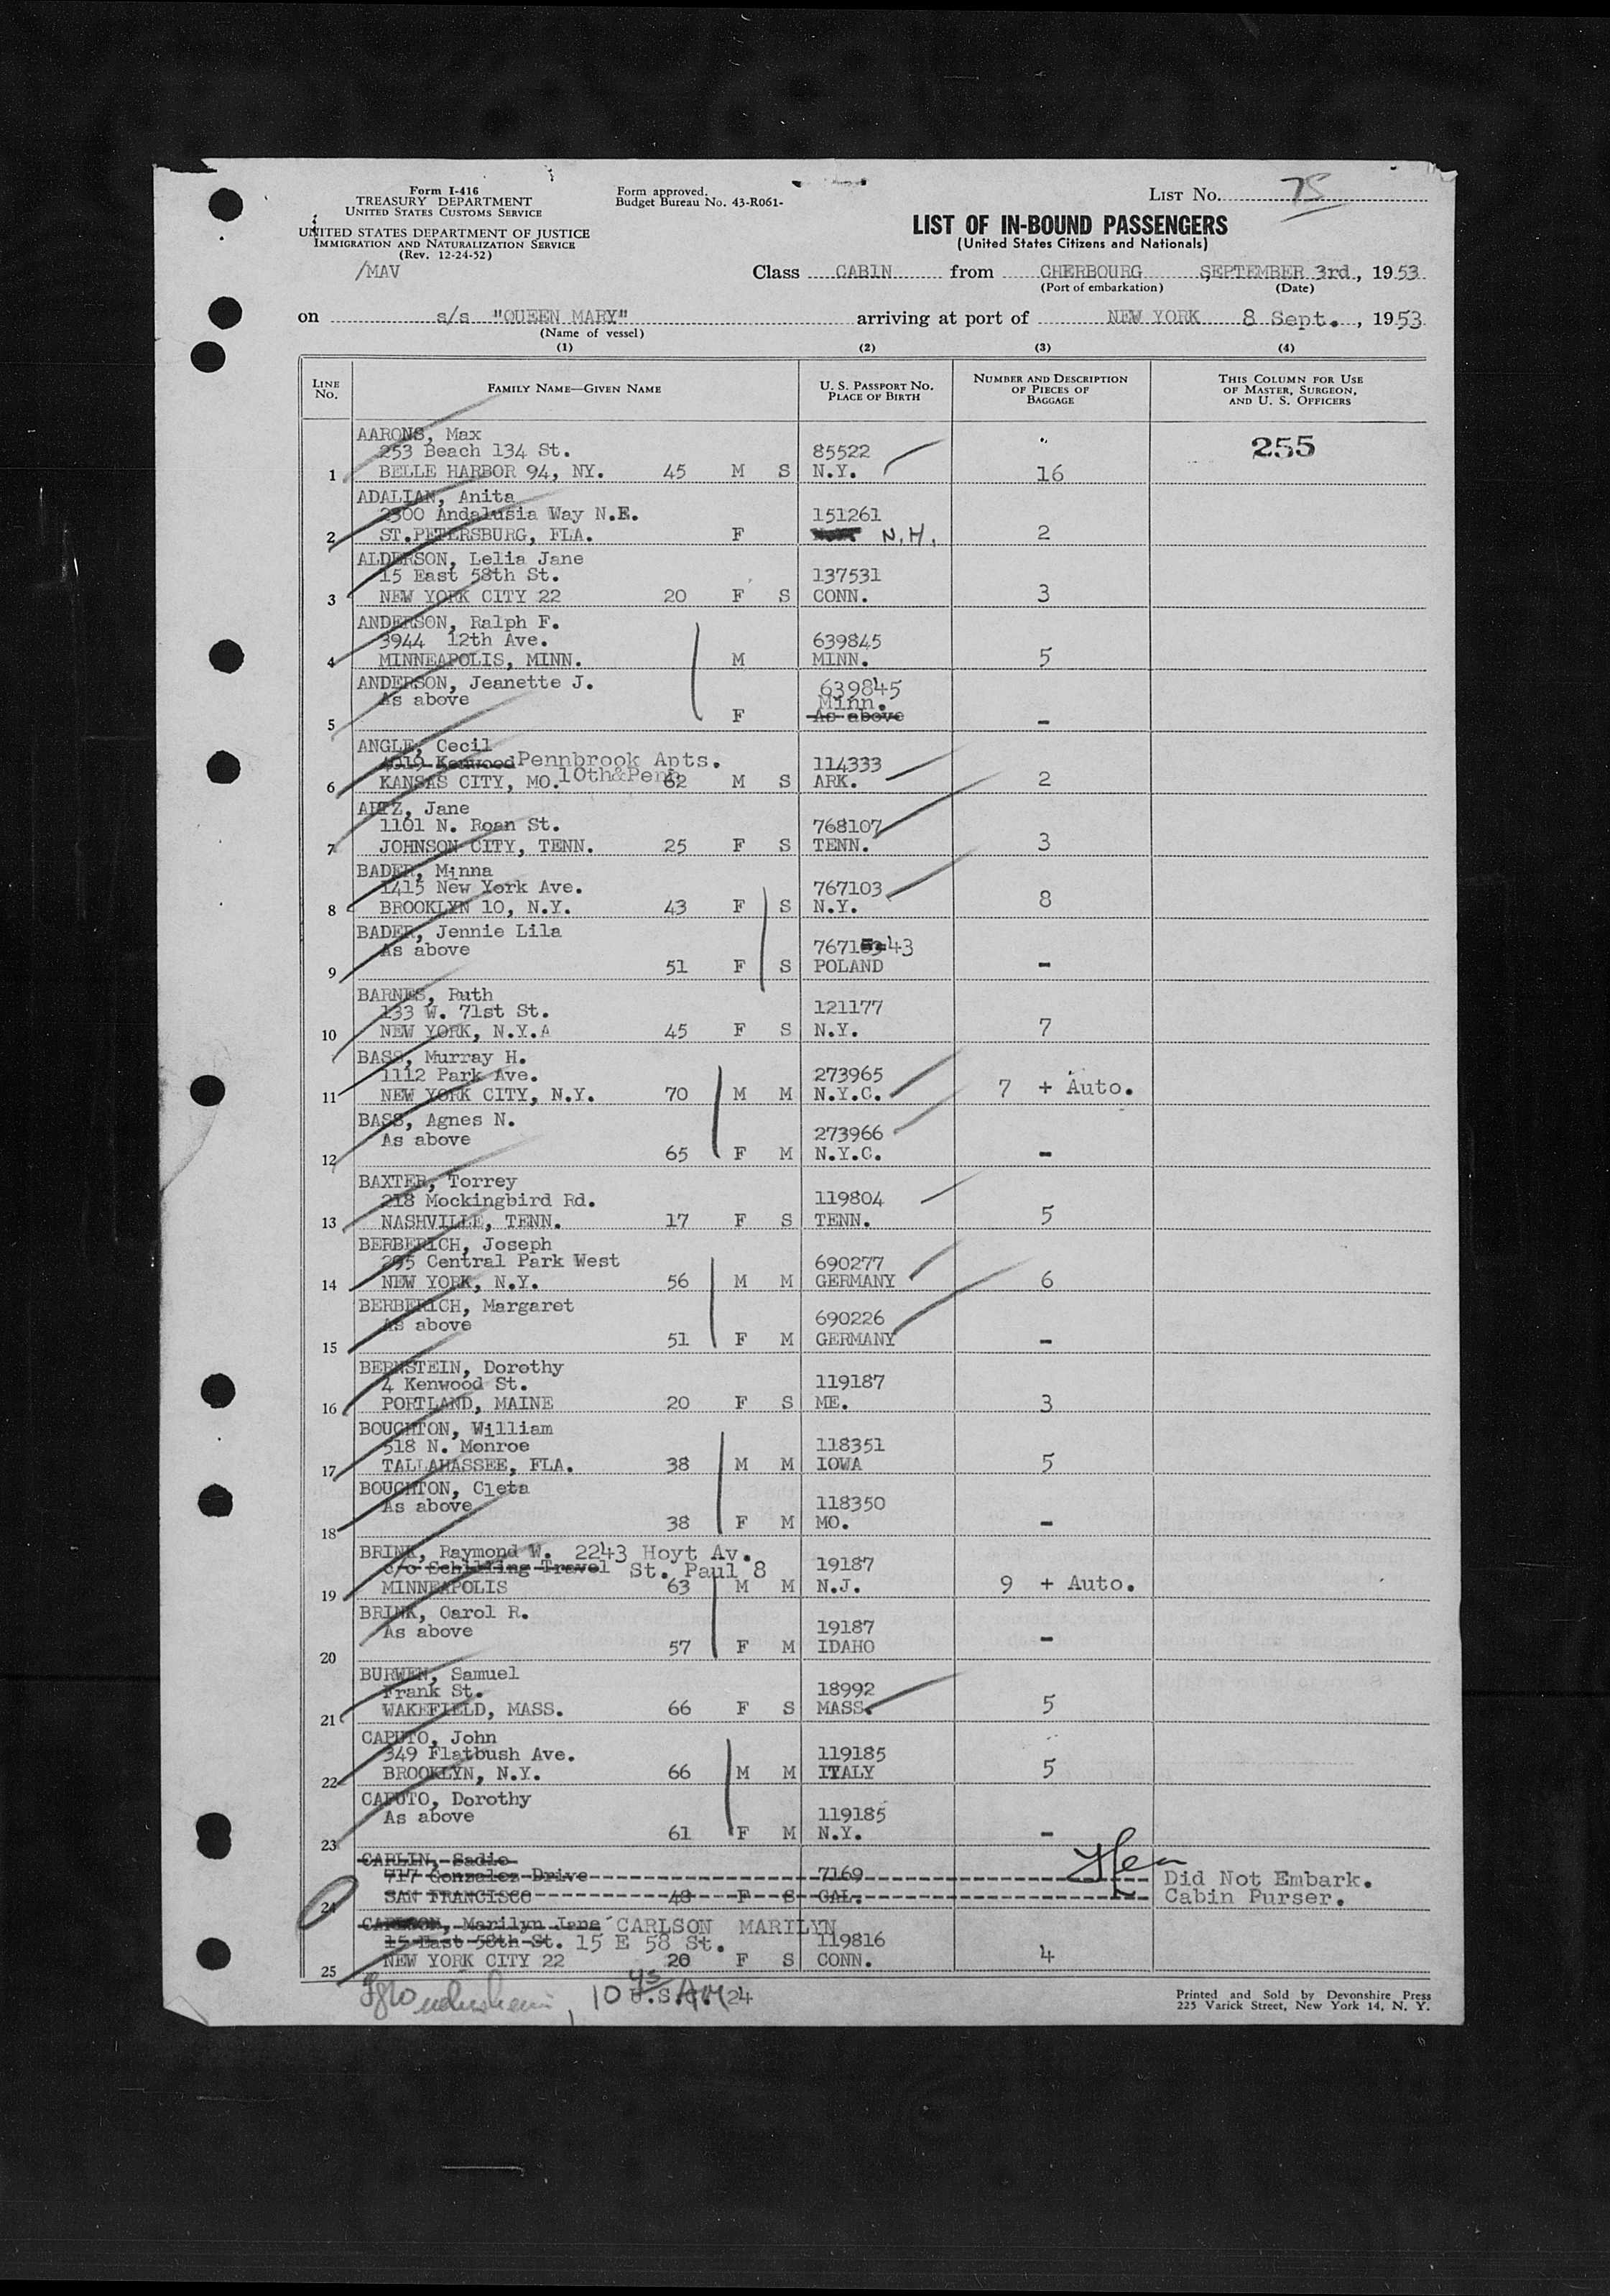 Form I-416
TREASURY DEPARTMENT
UNITED STATES CUSTOMS SERVICE
UNITED STATES DEPARTMENT OF JUSTICE
IMMIGRATION AND NATURALIZATION SERVICE
(Rev. 12-24-52)
/MAV
Form approved.
Budget Bureau No. 43-R061-
LIST No. 75
LIST OF IN-BOUND PASSENGERS
(United States Citizens and Nationals)
Class CABIN from CHERBOURG, SEPTEMBER 3rd, 1953
(Port of embarkation) (Date)
on s/s "QUEEN MARY" arriving at port of NEW YORK 8 Sept., 1953
(Name of vessel)
(1) (2) (3) (4)
LINE No. FAMILY NAME—GIVEN NAME U. S. PASSPORT NO. PLACE OF BIRTH NUMBER AND DESCRIPTION OF PIECES OF BAGGAGE THIS COLUMN FOR USE OF MASTER, SURGEON, AND U. S. OFFICERS
AARONS, Max
253 Beach 134 St. 85522 255
1 BELLE HARBOR 94, NY. 45 M S N.Y. 16
ADALIAN, Anita
2300 Andalusia Way N.E. 151261
2 ST.PETERSBURG, FLA. F N.H. 2
ALDERSON, Lelia Jane
15 East 58th St. 137531
3 NEW YORK CITY 22 20 F S CONN. 3
ANDERSON, Ralph F.
3944 12th Ave. 639845
4 MINNEAPOLIS, MINN. M MINN. 5
ANDERSON, Jeanette J. 639845
As above Minn.
5 F As above -
ANGLE, Cecil
4019 Kenwood Pennbrook Apts. 114333
6 KANSAS CITY, MO. 10th&Penn 62 M S ARK. 2
ARTZ, Jane
1101 N. Roan St. 768107
7 JOHNSON CITY, TENN. 25 F S TENN. 3
BADER, Minna
1415 New York Ave. 767103
8 BROOKLYN 10, N.Y. 43 F S N.Y. 8
BADER, Jennie Lila
As above 767143
9 51 F S POLAND -
BARNES, Ruth
133 W. 71st St. 121177
10 NEW YORK, N.Y.A 45 F S N.Y. 7
BASS, Murray H.
1112 Park Ave. 273965
11 NEW YORK CITY, N.Y. 70 M M N.Y.C. 7 + Auto.
BASS, Agnes N.
As above 273966
12 65 F M N.Y.C. -
BAXTER, Torrey
218 Mockingbird Rd. 119804
13 NASHVILLE, TENN. 17 F S TENN. 5
BERBERICH, Joseph
295 Central Park West 690277
14 NEW YORK, N.Y. 56 M M GERMANY 6
BERBERICH, Margaret
As above 690226
15 51 F M GERMANY -
BERNSTEIN, Dorothy
4 Kenwood St. 119187
16 PORTLAND, MAINE 20 F S ME. 3
BOUGHTON, William
518 N. Monroe 118351
17 TALLAHASSEE, FLA. 38 M M IOWA 5
BOUGHTON, Cleta
As above 118350
18 38 F M MO. -
BRINK, Raymond W. 2243 Hoyt Av.
c/o Schilling Travel St. Paul 8 19187
19 MINNEAPOLIS 63 M M N.J. 9 + Auto.
BRINK, Carol R.
As above 19187
20 57 F M IDAHO -
BURWEN, Samuel
Frank St. 18992
21 WAKEFIELD, MASS. 66 F S MASS. 5
CAPUTO, John
349 Flatbush Ave. 119185
22 BROOKLYN, N.Y. 66 M M ITALY 5
CAPUTO, Dorothy
As above 119185
23 61 F M N.Y. -
CARLIN, Sadie
717 Gonzalez Drive 7169 Did Not Embark.
24 SAN FRANCISCO 48 F S CAL. Cabin Purser.
Marilyn Jane CARLSON MARILYN
15 East 58th St. 15 E 58 St. 119816
25 NEW YORK CITY 22 20 F S CONN. 4
10 45 AM U.S. 24
Printed and Sold by Devonshire Press
225 Varick Street, New York 14, N. Y.